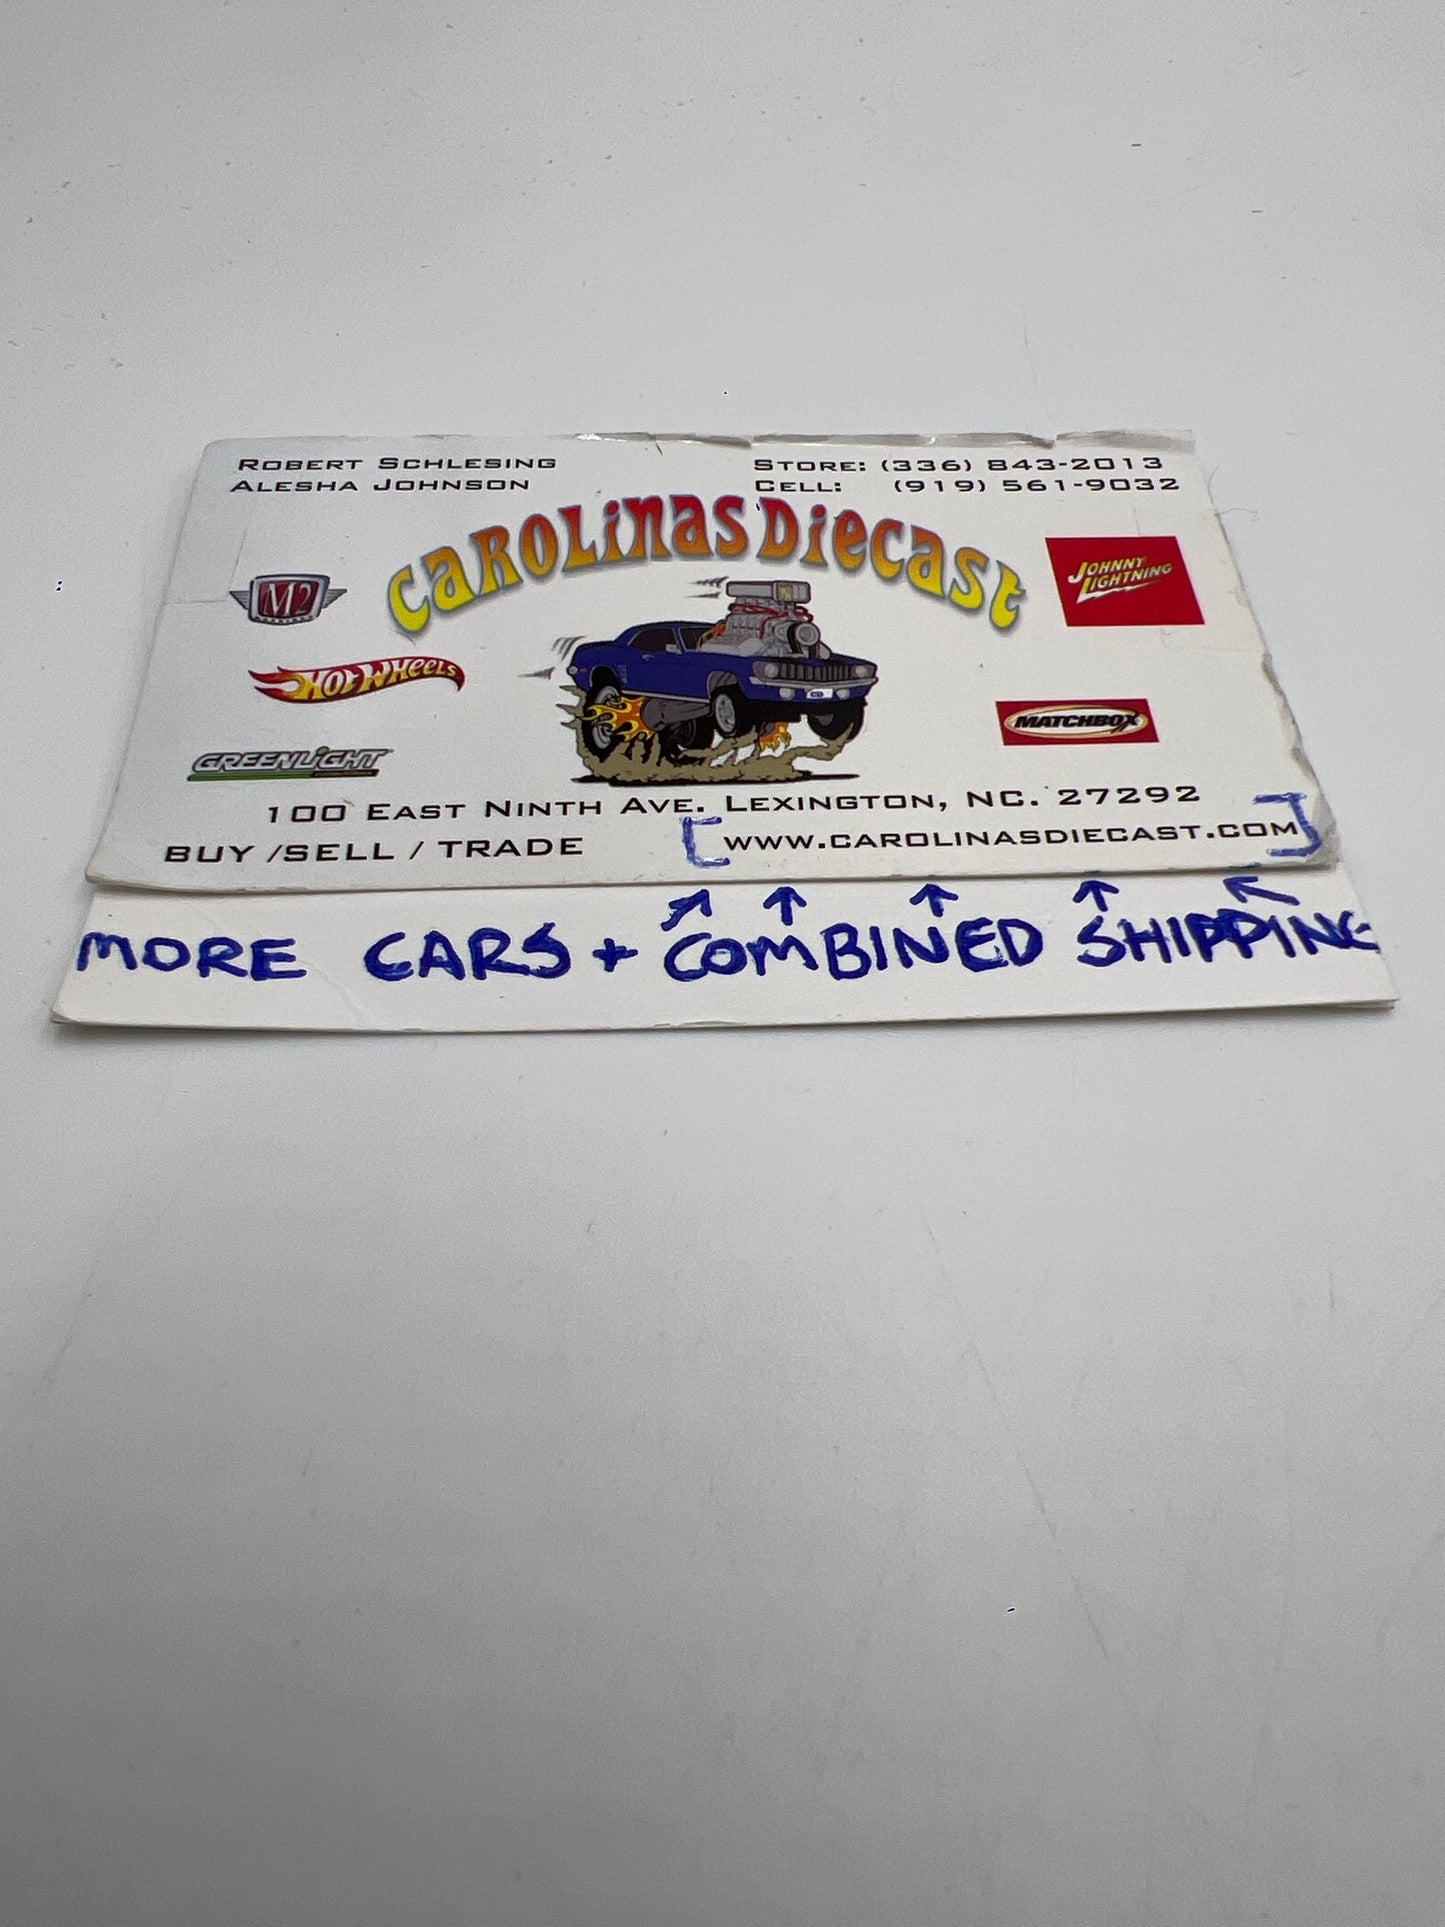 ROBERT SCHLESING
ALESHA JOHNSON
STORE: (336) 843-2013
CELL: (919) 561-9032
CAROLINAS DIECAST
M2
HOT WHEELS
GREENLIGHT
JOHNNY
LIGHTNING
MATCHBOX
100 EAST NINTH AVE. LEXINGTON, NC. 27292
BUY /SELL / TRADE
[WWW.CAROLINASDIECAST.COM]
MORE CARS + COMBINED SHIPPING